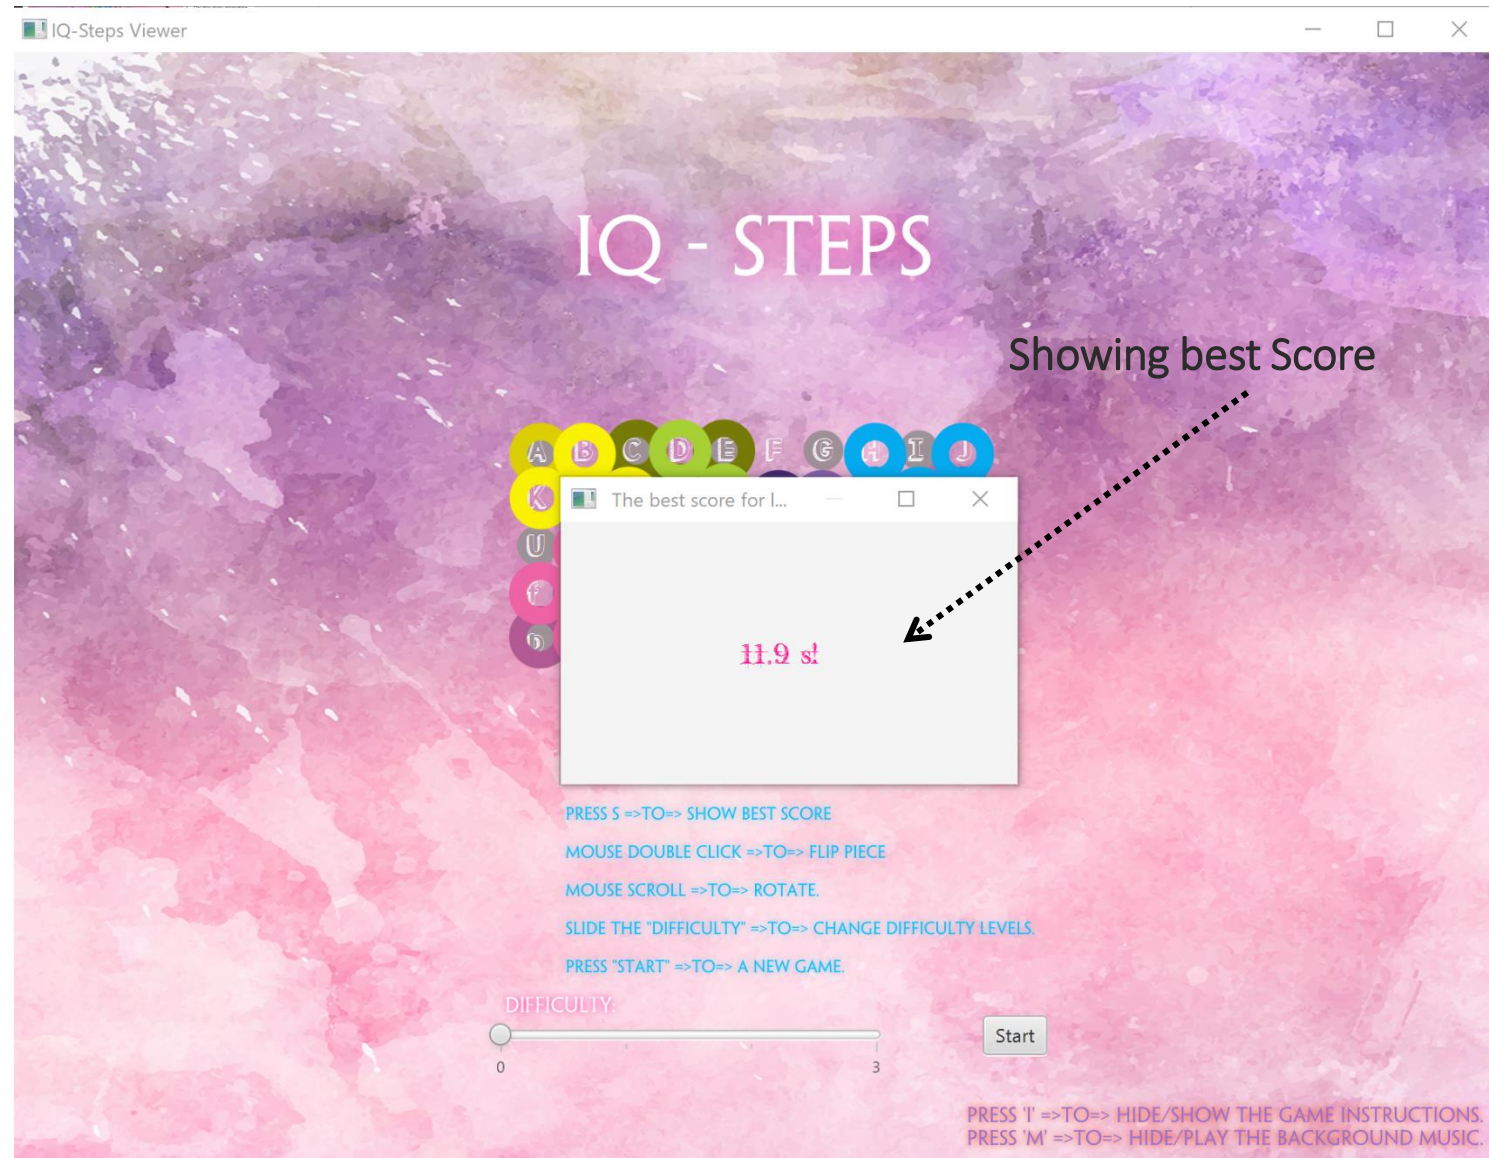 IQ-Steps Viewer
IQ - STEPS
Showing best Score
A B C D E F G H I J
K
The best score for l...
U
f
11.9 s!
PRESS S =>TO=> SHOW BEST SCORE
MOUSE DOUBLE CLICK =>TO=> FLIP PIECE
MOUSE SCROLL =>TO=> ROTATE.
SLIDE THE "DIFFICULTY" =>TO=> CHANGE DIFFICULTY LEVELS.
PRESS "START" =>TO=> A NEW GAME.
DIFFICULTY:
Start
0 3
PRESS 'I' =>TO=> HIDE/SHOW THE GAME INSTRUCTIONS.
PRESS 'M' =>TO=> HIDE/PLAY THE BACKGROUND MUSIC.